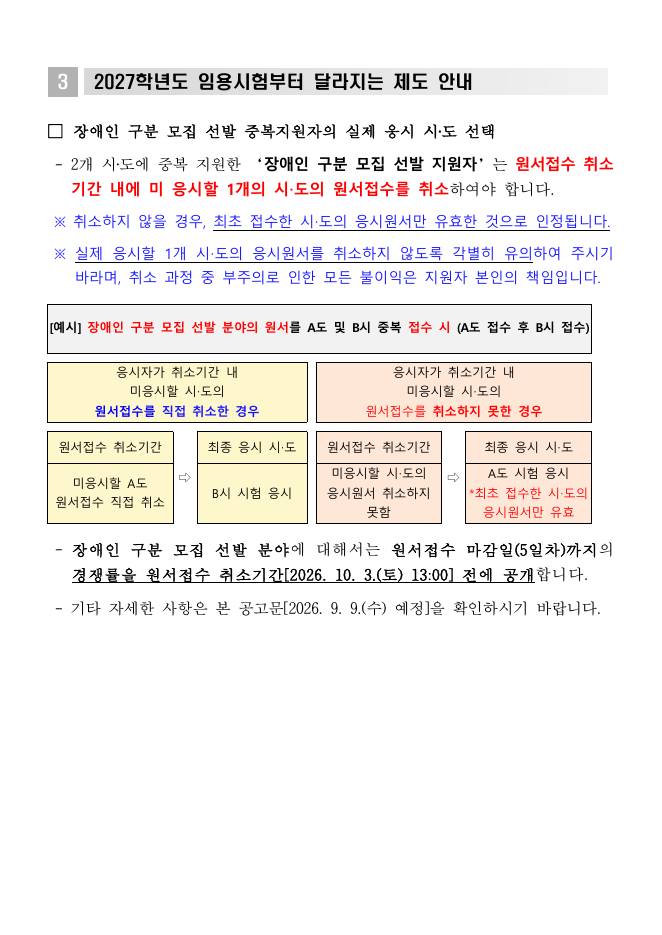 3 2027학년도 임용시험부터 달라지는 제도 안내
□ 장애인 구분 모집 선발 중복지원자의 실제 응시 시·도 선택
- 2개 시·도에 중복 지원한 ‘장애인 구분 모집 선발 지원자’는 원서접수 취소
기간 내에 미 응시할 1개의 시·도의 원서접수를 취소하여야 합니다.
※ 취소하지 않을 경우, 최초 접수한 시·도의 응시원서만 유효한 것으로 인정됩니다.
※ 실제 응시할 1개 시·도의 응시원서를 취소하지 않도록 각별히 유의하여 주시기
바라며, 취소 과정 중 부주의로 인한 모든 불이익은 지원자 본인의 책임입니다.
[예시] 장애인 구분 모집 선발 분야의 원서를 A도 및 B시 중복 접수 시 (A도 접수 후 B시 접수)
응시자가 취소기간 내
미응시할 시·도의
원서접수를 직접 취소한 경우
응시자가 취소기간 내
미응시할 시·도의
원서접수를 취소하지 못한 경우
원서접수 취소기간
미응시할 A도
원서접수 직접 취소
⇨
최종 응시 시·도
B시 시험 응시
원서접수 취소기간
미응시할 시·도의
응시원서 취소하지
못함
⇨
최종 응시 시·도
A도 시험 응시
*최초 접수한 시·도의
응시원서만 유효
- 장애인 구분 모집 선발 분야에 대해서는 원서접수 마감일(5일차)까지의
경쟁률을 원서접수 취소기간[2026. 10. 3.(토) 13:00] 전에 공개합니다.
- 기타 자세한 사항은 본 공고문[2026. 9. 9.(수) 예정]을 확인하시기 바랍니다.